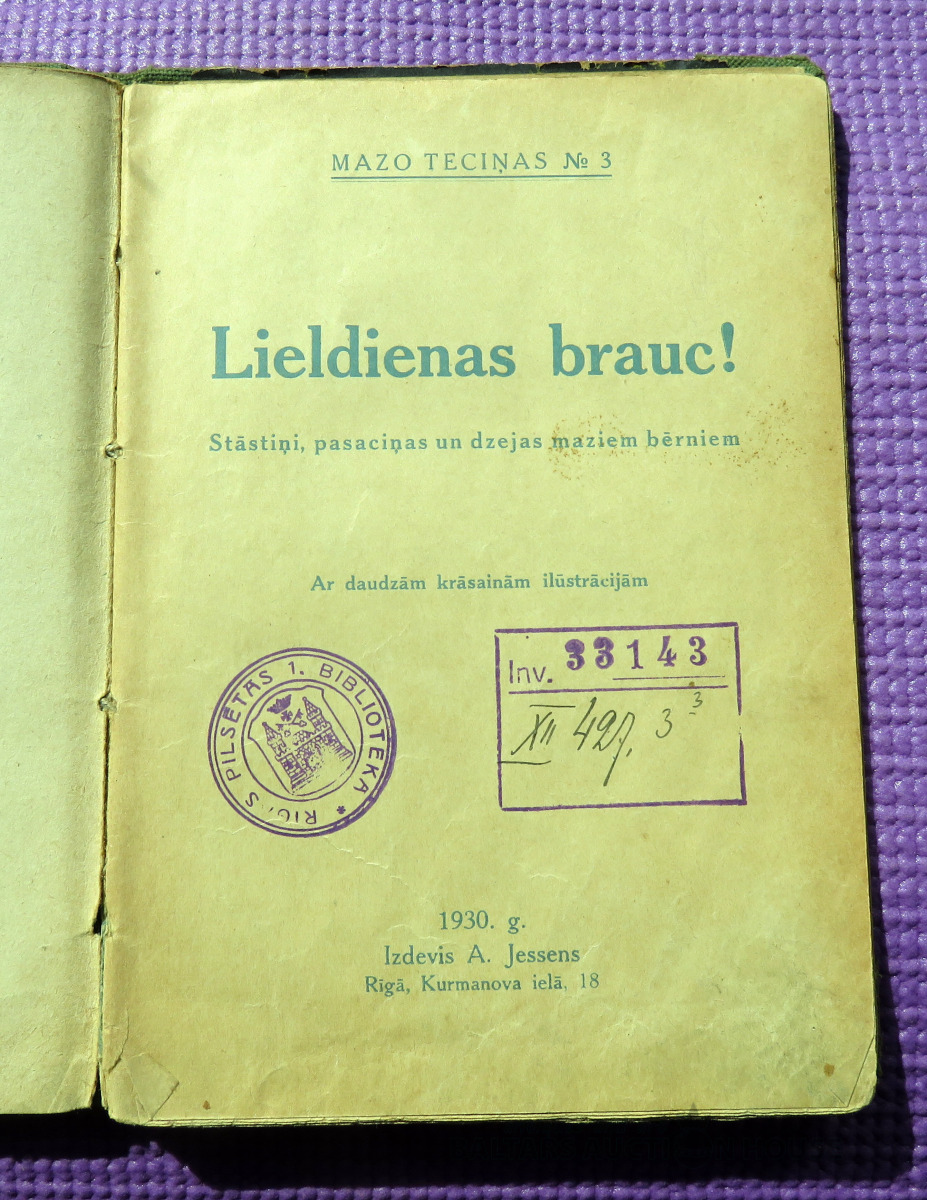 MAZO TECIŅAS № 3
Lieldienas brauc!
Stāstiņi, pasaciņas un dzejas maziem bērniem
Ar daudzām krāsainām ilūstrācijām
PILSĒTAS 1. BIBLIOTEKA *
Inv. 33143
XII 427. 3 3
1930. g.
Izdevis A. Jessens
Rīgā, Kurmanova ielā, 18